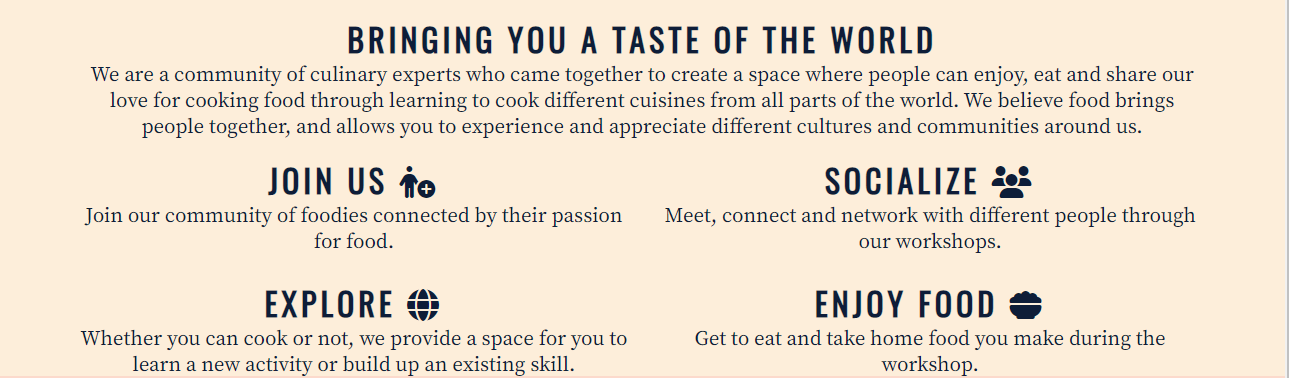 BRINGING YOU A TASTE OF THE WORLD
We are a community of culinary experts who came together to create a space where people can enjoy, eat and share our
love for cooking food through learning to cook different cuisines from all parts of the world. We believe food brings
people together, and allows you to experience and appreciate different cultures and communities around us.
JOIN US
Join our community of foodies connected by their passion
for food.
SOCIALIZE
Meet, connect and network with different people through
our workshops.
EXPLORE
Whether you can cook or not, we provide a space for you to
learn a new activity or build up an existing skill.
ENJOY FOOD
Get to eat and take home food you make during the
workshop.